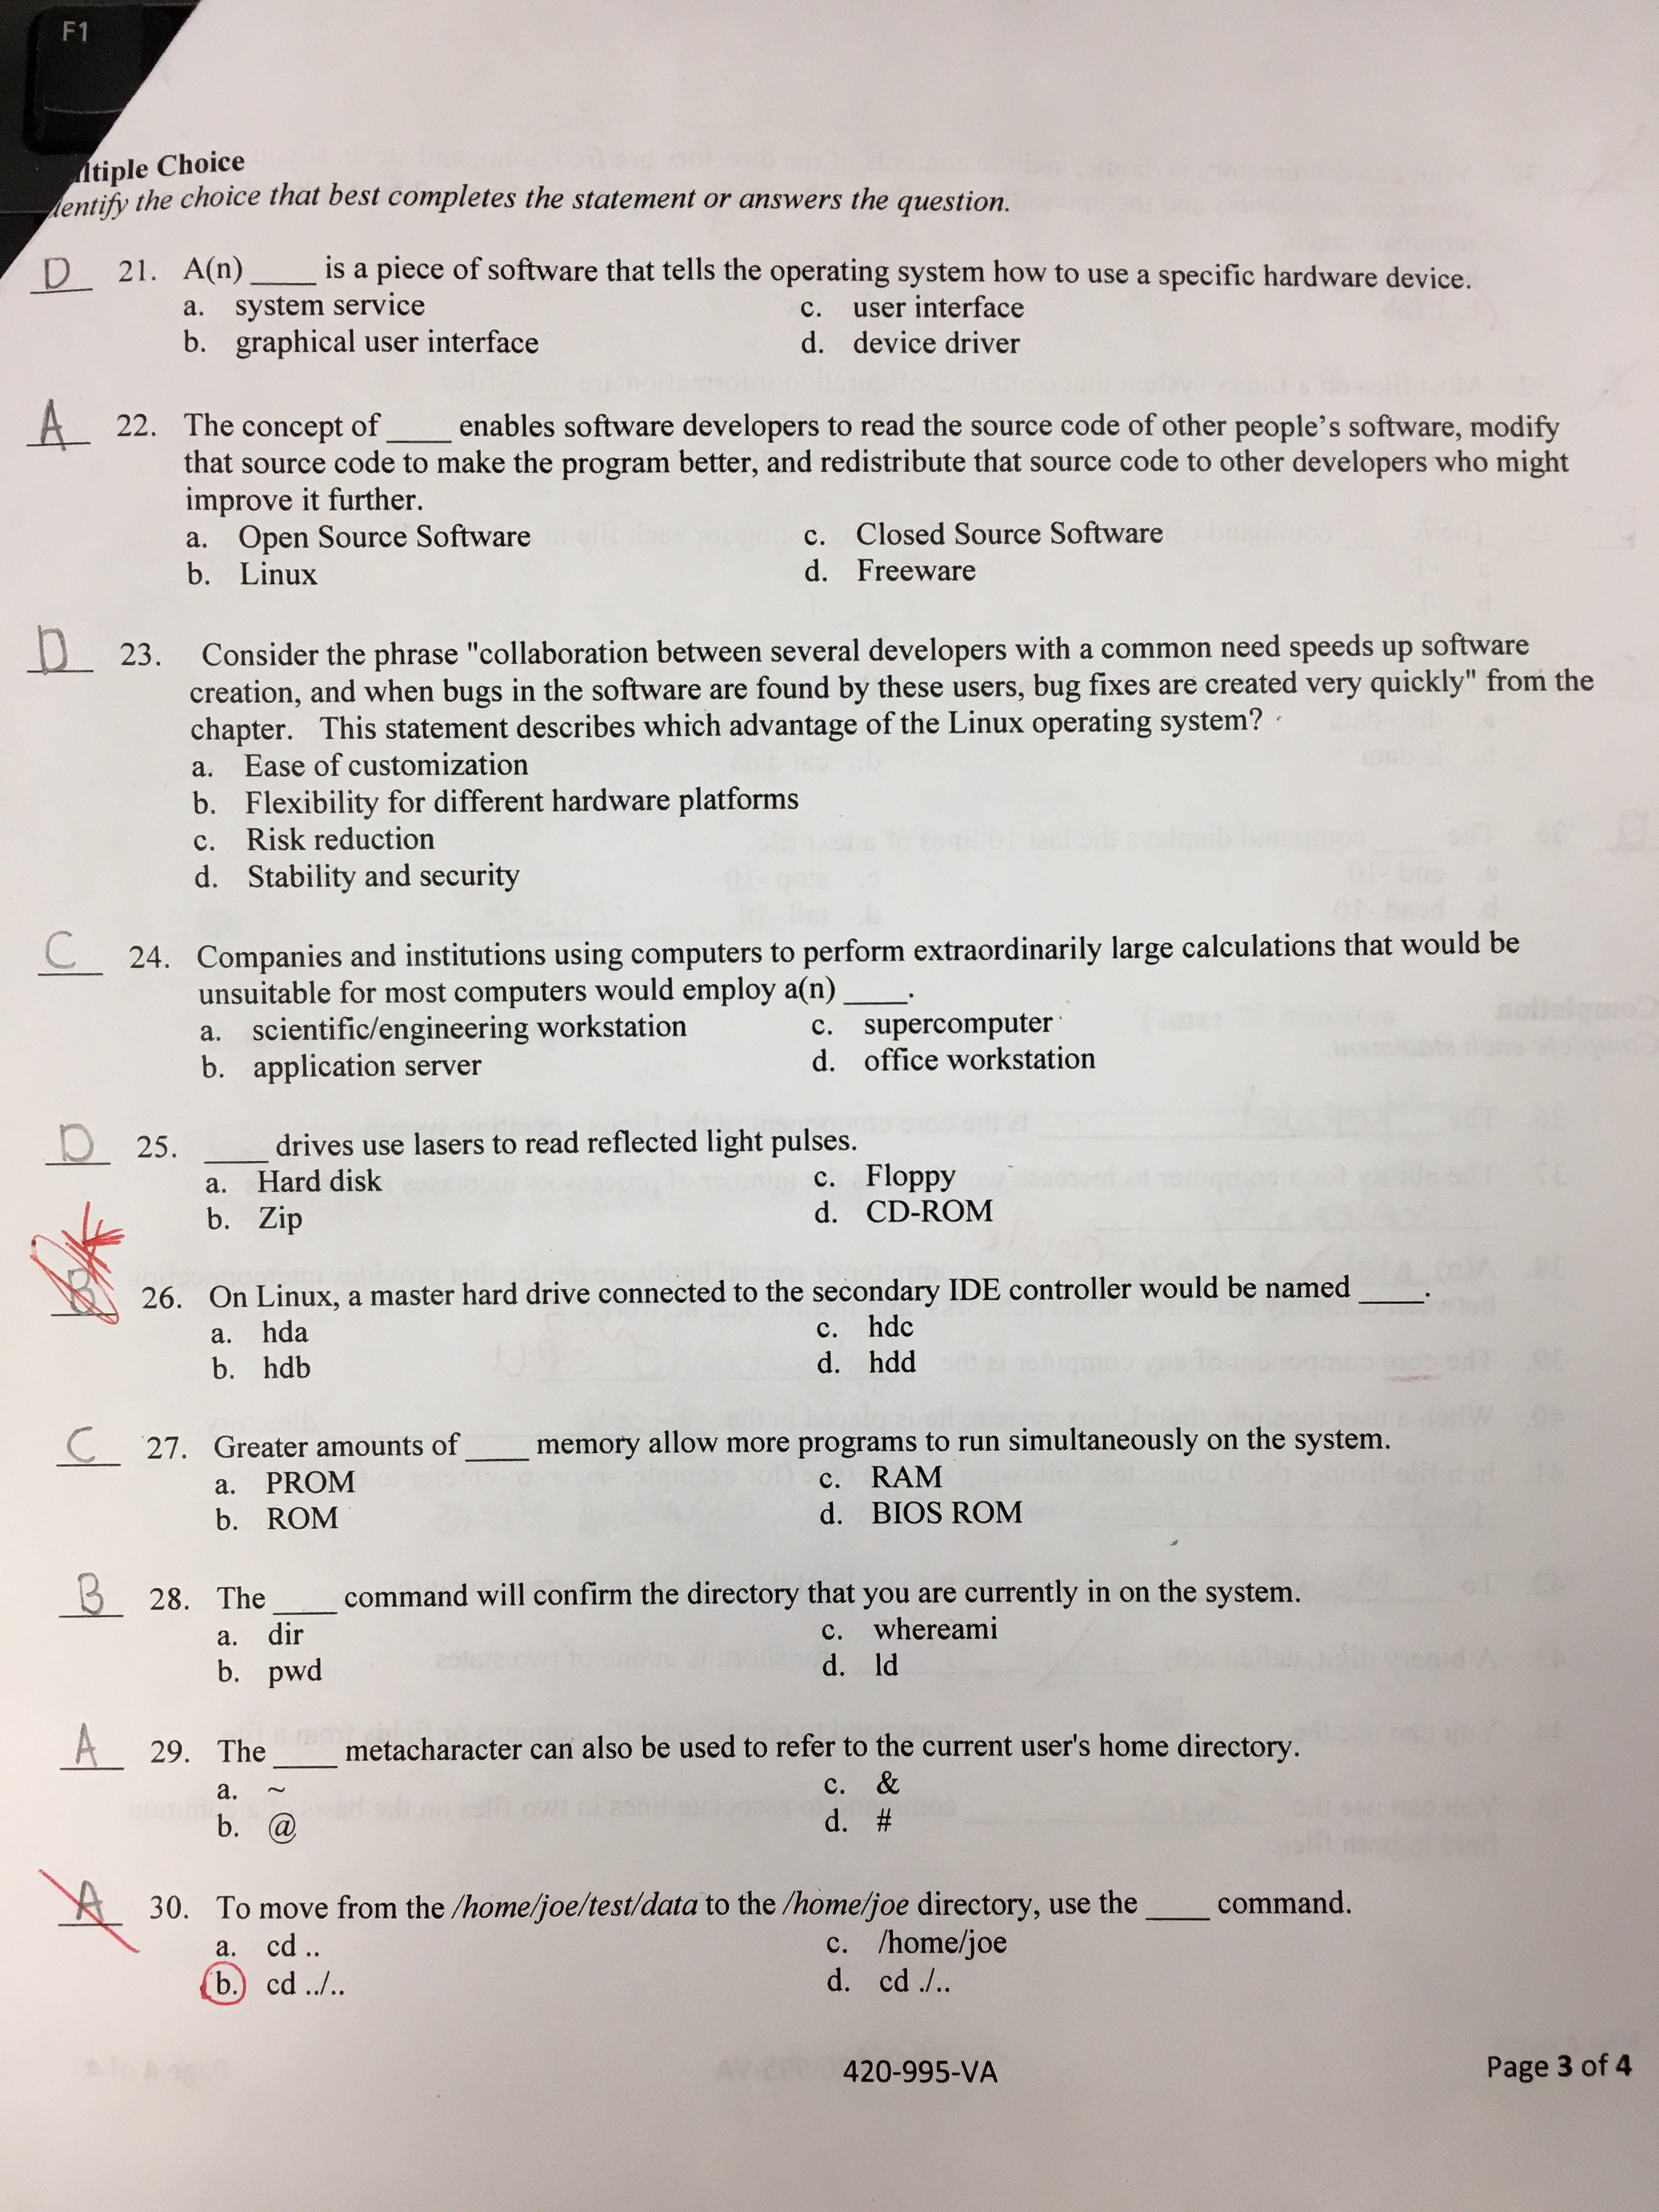 F1
ltiple Choice
dentify the choice that best completes the statement or answers the question.
D 21. A(n) ____ is a piece of software that tells the operating system how to use a specific hardware device.
a. system service c. user interface
b. graphical user interface d. device driver
A 22. The concept of ____ enables software developers to read the source code of other people's software, modify
that source code to make the program better, and redistribute that source code to other developers who might
improve it further.
a. Open Source Software c. Closed Source Software
b. Linux d. Freeware
D 23. Consider the phrase "collaboration between several developers with a common need speeds up software
creation, and when bugs in the software are found by these users, bug fixes are created very quickly" from the
chapter. This statement describes which advantage of the Linux operating system?
a. Ease of customization
b. Flexibility for different hardware platforms
c. Risk reduction
d. Stability and security
C 24. Companies and institutions using computers to perform extraordinarily large calculations that would be
unsuitable for most computers would employ a(n) ____.
a. scientific/engineering workstation c. supercomputer
b. application server d. office workstation
D 25. ____ drives use lasers to read reflected light pulses.
a. Hard disk c. Floppy
b. Zip d. CD-ROM
B 26. On Linux, a master hard drive connected to the secondary IDE controller would be named ____.
a. hda c. hdc
b. hdb d. hdd
C 27. Greater amounts of ____ memory allow more programs to run simultaneously on the system.
a. PROM c. RAM
b. ROM d. BIOS ROM
B 28. The ____ command will confirm the directory that you are currently in on the system.
a. dir c. whereami
b. pwd d. ld
A 29. The ____ metacharacter can also be used to refer to the current user's home directory.
a. ~ c. &
b. @ d. #
A 30. To move from the /home/joe/test/data to the /home/joe directory, use the ____ command.
a. cd .. c. /home/joe
b. cd ../.. d. cd ./..
420-995-VA
Page 3 of 4